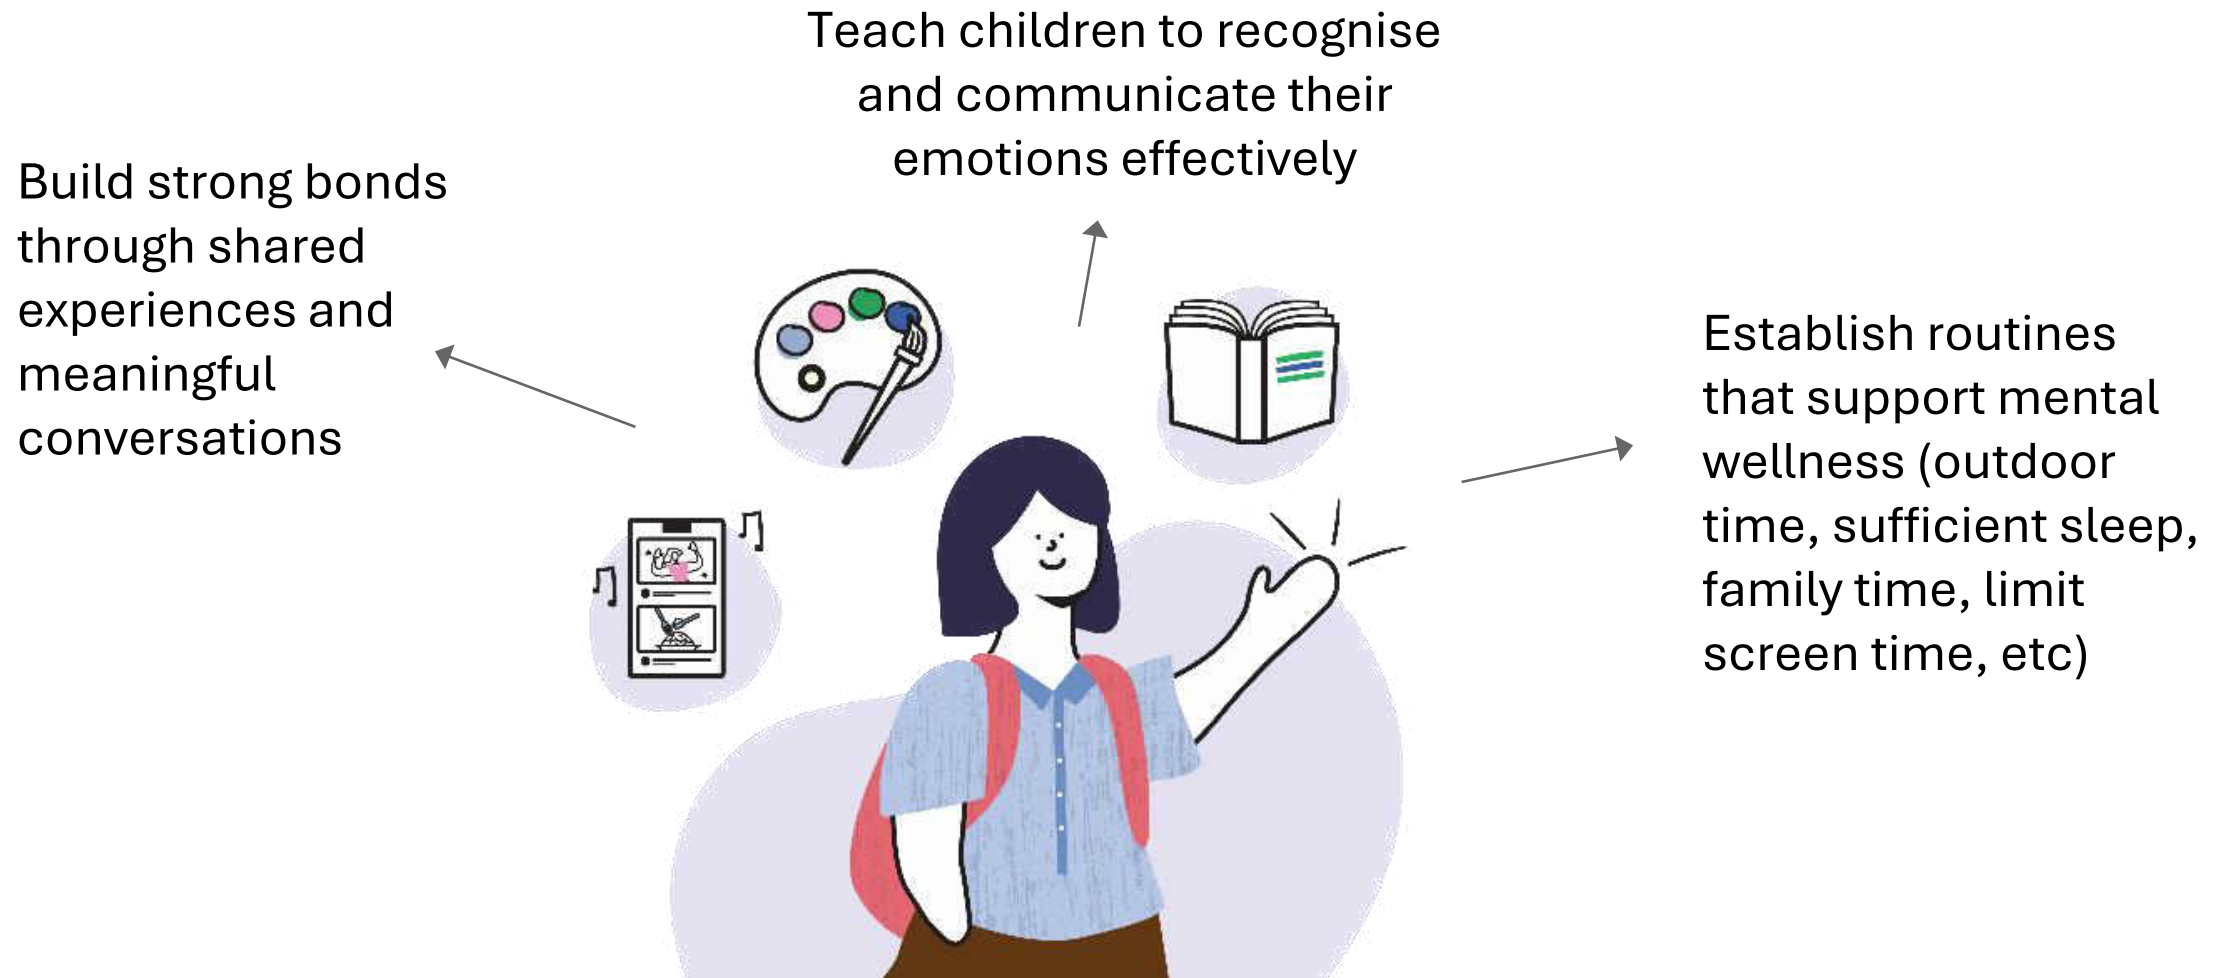 Teach children to recognise
and communicate their
emotions effectively
Build strong bonds
through shared
experiences and
meaningful
conversations
Establish routines
that support mental
wellness (outdoor
time, sufficient sleep,
family time, limit
screen time, etc)